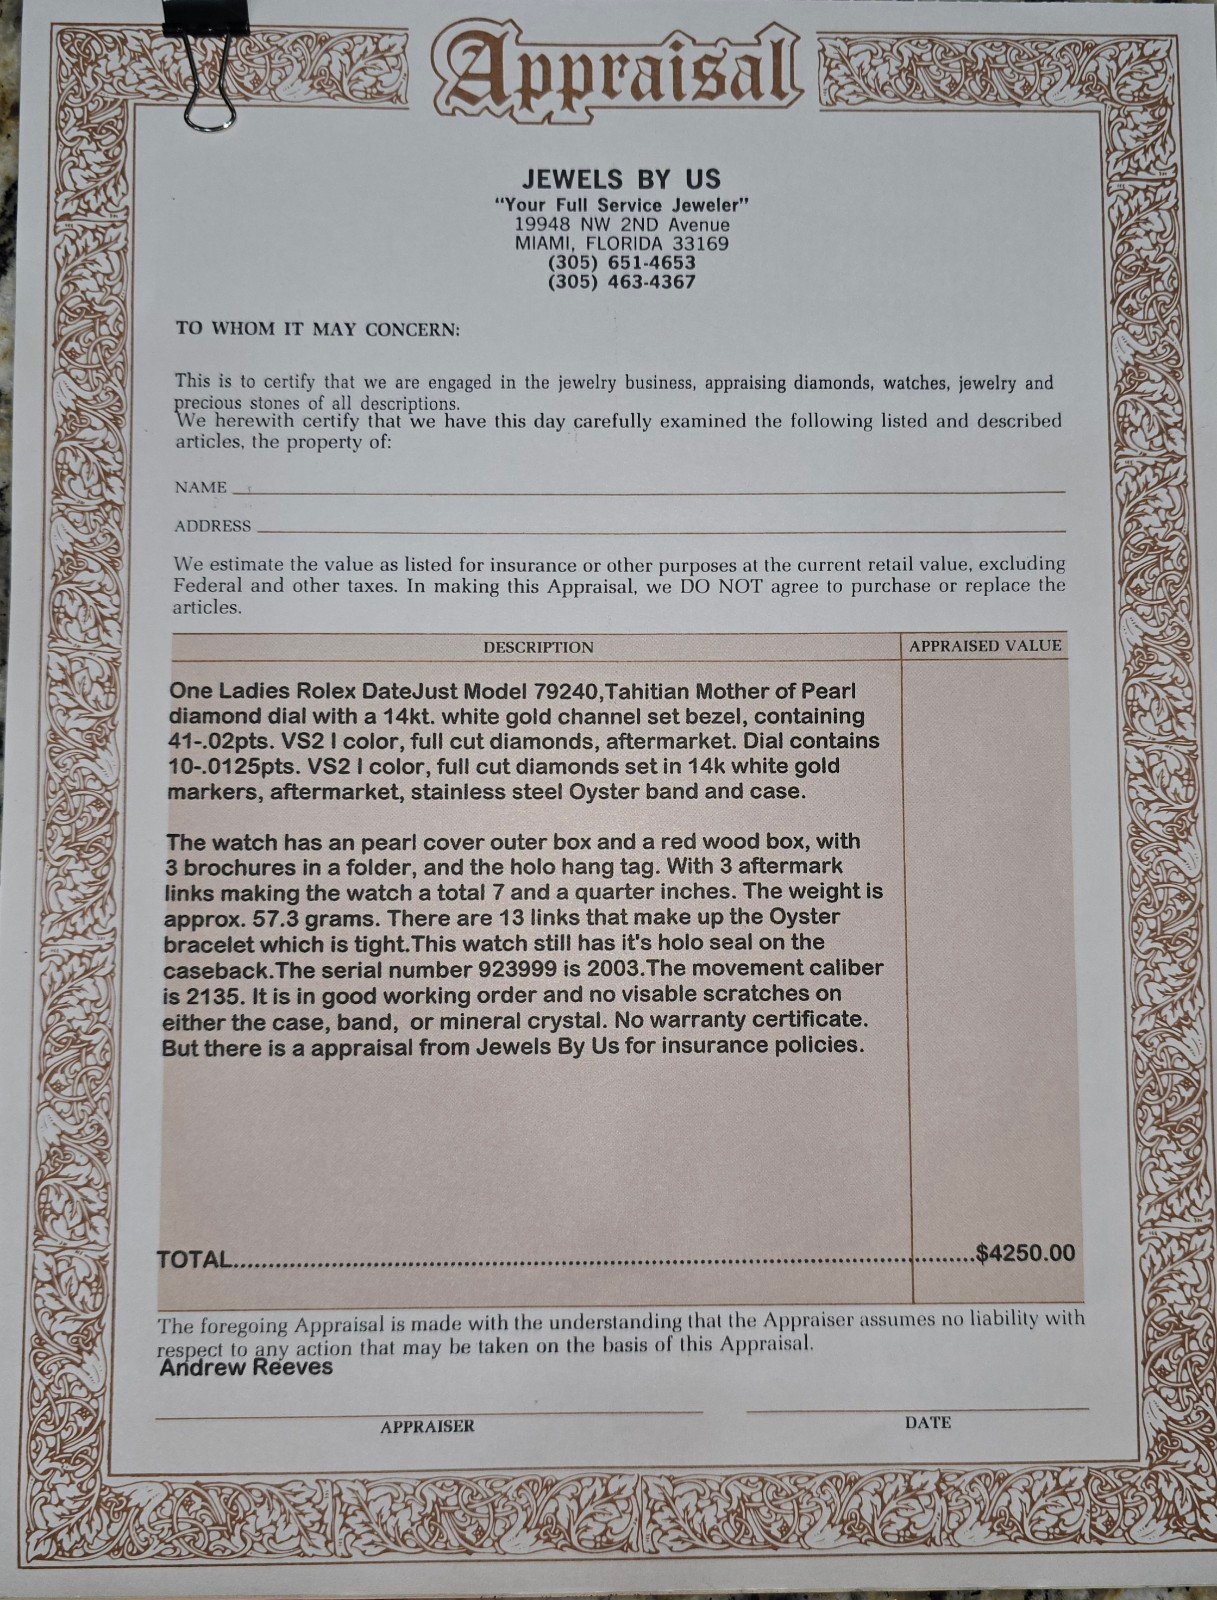 Appraisal
JEWELS BY US
"Your Full Service Jeweler"
19948 NW 2ND Avenue
MIAMI, FLORIDA 33169
(305) 651-4653
(305) 463-4367
TO WHOM IT MAY CONCERN:
This is to certify that we are engaged in the jewelry business, appraising diamonds, watches, jewelry and
precious stones of all descriptions.
We herewith certify that we have this day carefully examined the following listed and described
articles, the property of:
NAME
ADDRESS
We estimate the value as listed for insurance or other purposes at the current retail value, excluding
Federal and other taxes. In making this Appraisal, we DO NOT agree to purchase or replace the
articles.
DESCRIPTION APPRAISED VALUE
One Ladies Rolex DateJust Model 79240,Tahitian Mother of Pearl
diamond dial with a 14kt. white gold channel set bezel, containing
41-.02pts. VS2 I color, full cut diamonds, aftermarket. Dial contains
10-.0125pts. VS2 I color, full cut diamonds set in 14k white gold
markers, aftermarket, stainless steel Oyster band and case.
The watch has an pearl cover outer box and a red wood box, with
3 brochures in a folder, and the holo hang tag. With 3 aftermark
links making the watch a total 7 and a quarter inches. The weight is
approx. 57.3 grams. There are 13 links that make up the Oyster
bracelet which is tight.This watch still has it's holo seal on the
caseback.The serial number 923999 is 2003.The movement caliber
is 2135. It is in good working order and no visable scratches on
either the case, band, or mineral crystal. No warranty certificate.
But there is a appraisal from Jewels By Us for insurance policies.
TOTAL..........................................................................................$4250.00
The foregoing Appraisal is made with the understanding that the Appraiser assumes no liability with
respect to any action that may be taken on the basis of this Appraisal.
Andrew Reeves
APPRAISER DATE